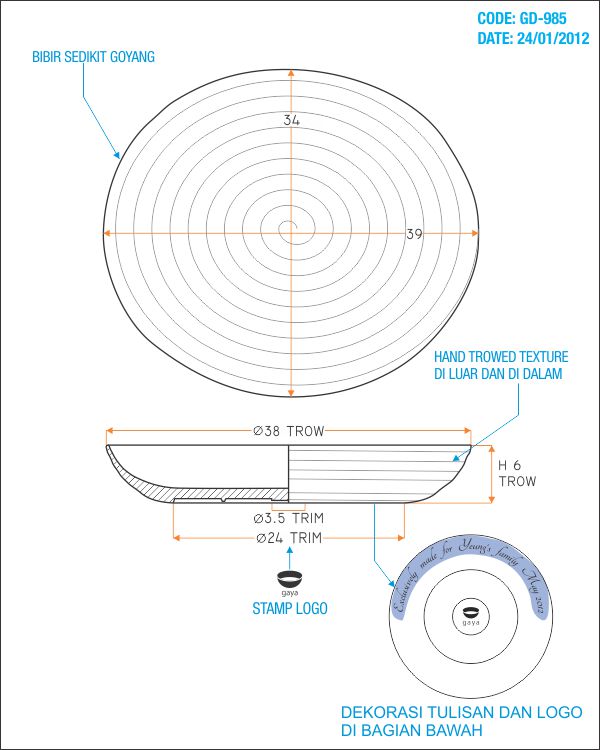 CODE: GD-985
DATE: 24/01/2012
BIBIR SEDIKIT GOYANG
34
39
HAND TROWED TEXTURE
DI LUAR DAN DI DALAM
Ø38 TROW
H 6
TROW
Ø3.5 TRIM
Ø24 TRIM
gaya
STAMP LOGO
Exclusively made for Yeung's family May 2012
gaya
DEKORASI TULISAN DAN LOGO
DI BAGIAN BAWAH